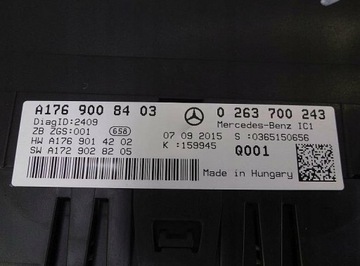 A176 900 84 03
0 263 700 243
DiagID:2409
Mercedes-Benz IC1
ZB ZGS:001
656
07 09 2015
S :0365150656
HW A176 901 42 02
K :159945
Q001
SW A172 902 82 05
Made in Hungary